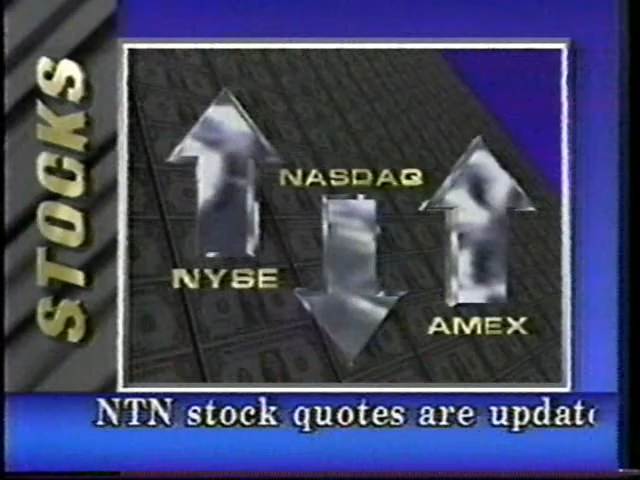 STOCKS
NASDAQ
NYSE
AMEX
NTN stock quotes are updat